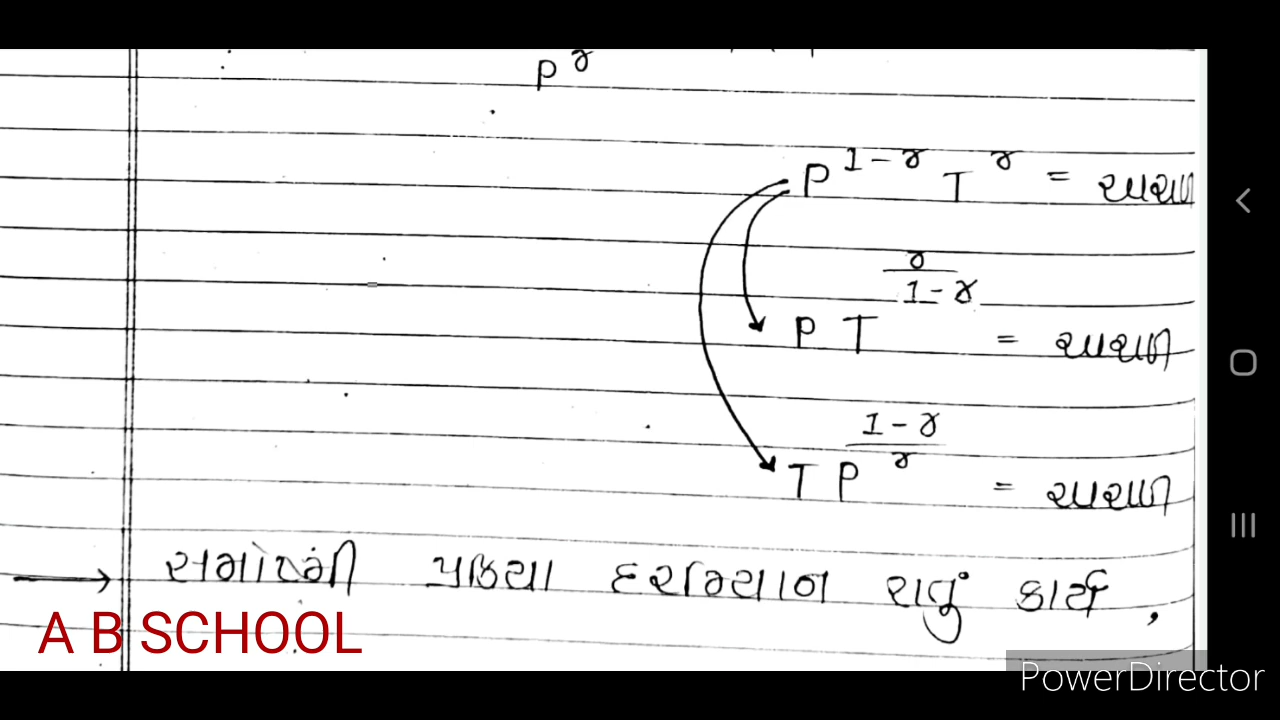 P^γ
P^(1-γ) T^γ = અચળ
P T^(γ/(1-γ)) = અચળ
T P^((1-γ)/γ) = અચળ
→ સમોષ્મી પ્રક્રિયા દરમ્યાન થતું કાર્ય,
A B SCHOOL
PowerDirector